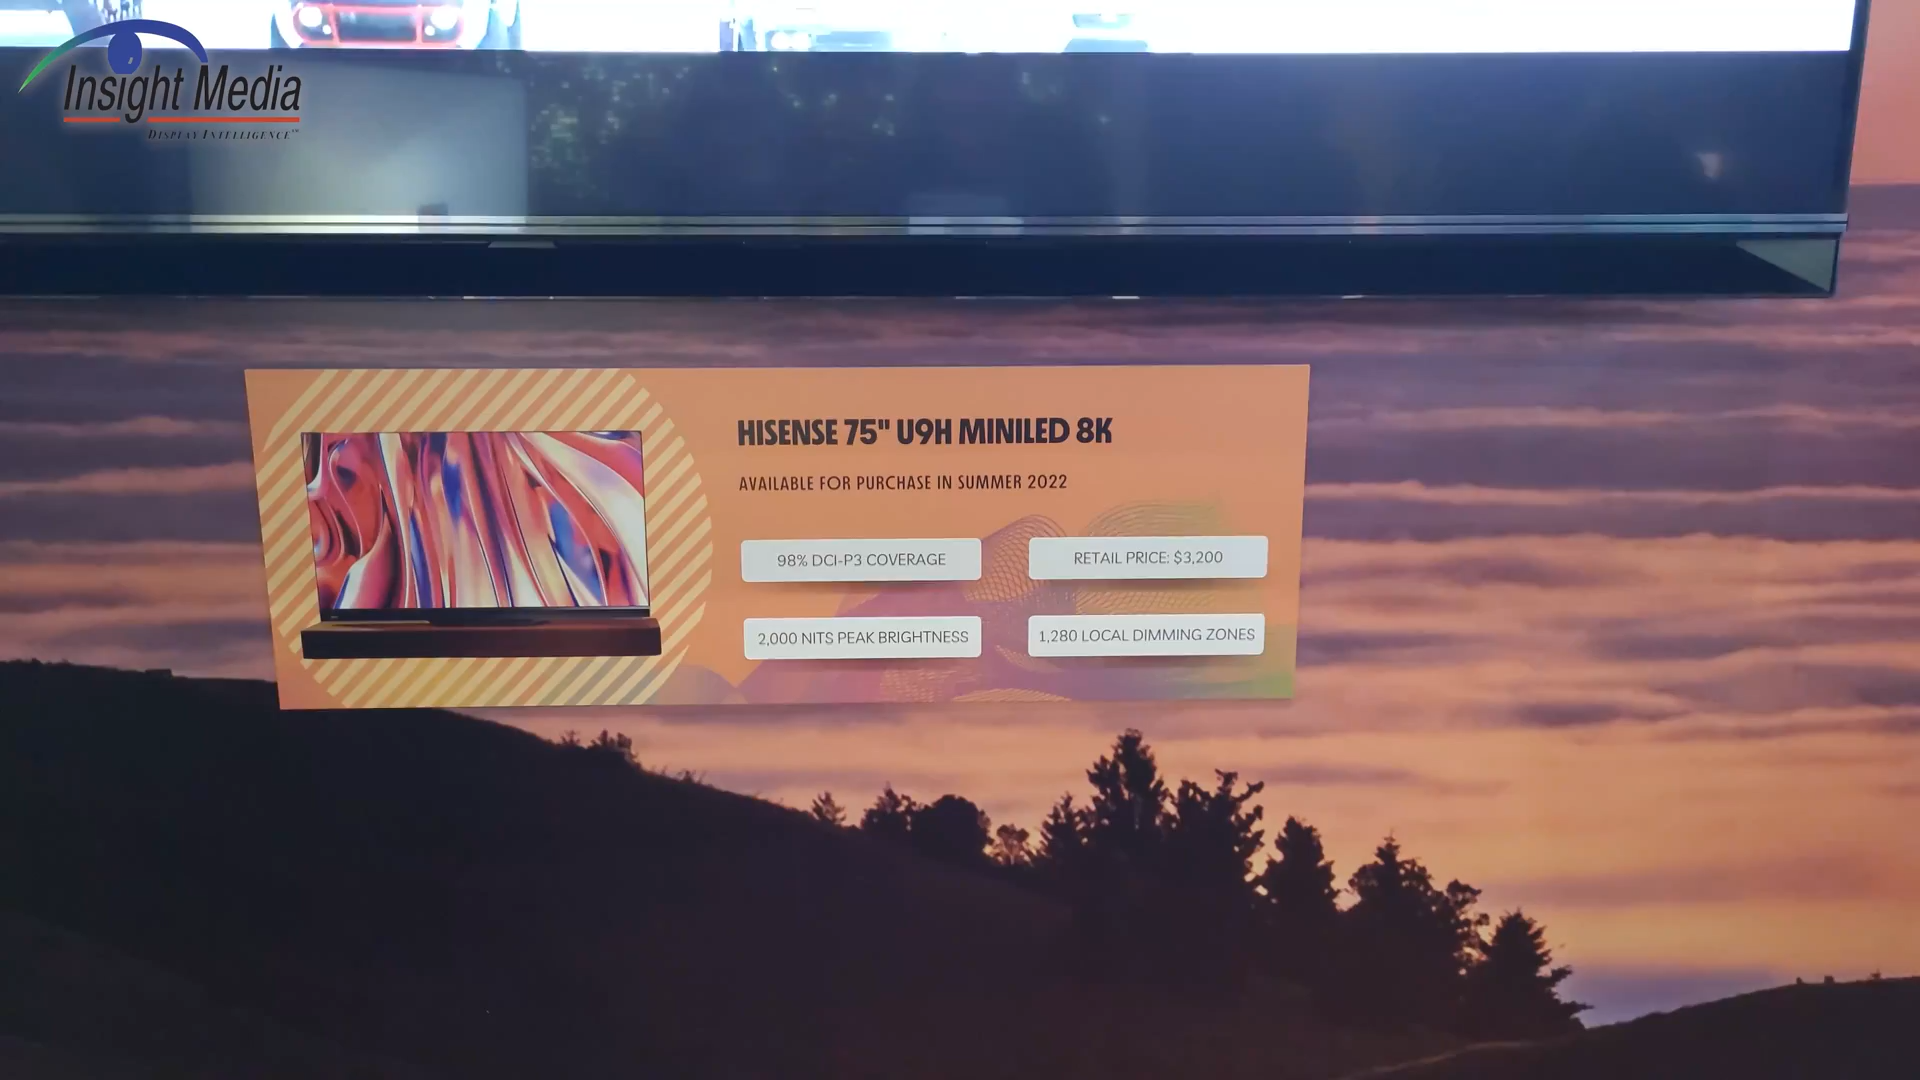 Insight Media
DISPLAY INTELLIGENCE℠
HISENSE 75" U9H MINILED 8K
AVAILABLE FOR PURCHASE IN SUMMER 2022
98% DCI-P3 COVERAGE
RETAIL PRICE: $3,200
2,000 NITS PEAK BRIGHTNESS
1,280 LOCAL DIMMING ZONES